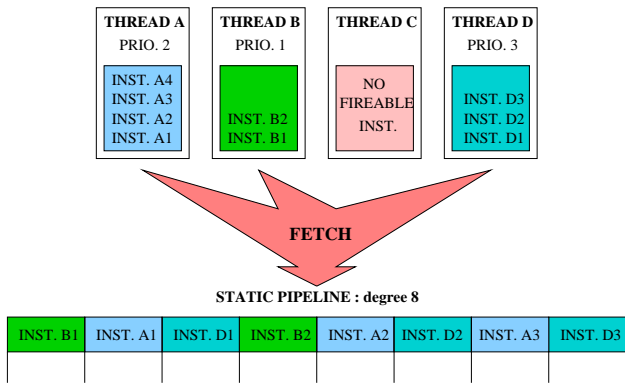 THREAD A
PRIO. 2
INST. A4
INST. A3
INST. A2
INST. A1
THREAD B
PRIO. 1
INST. B2
INST. B1
THREAD C
NO
FIREABLE
INST.
THREAD D
PRIO. 3
INST. D3
INST. D2
INST. D1
FETCH
STATIC PIPELINE : degree 8
INST. B1 INST. A1 INST. D1 INST. B2 INST. A2 INST. D2 INST. A3 INST. D3